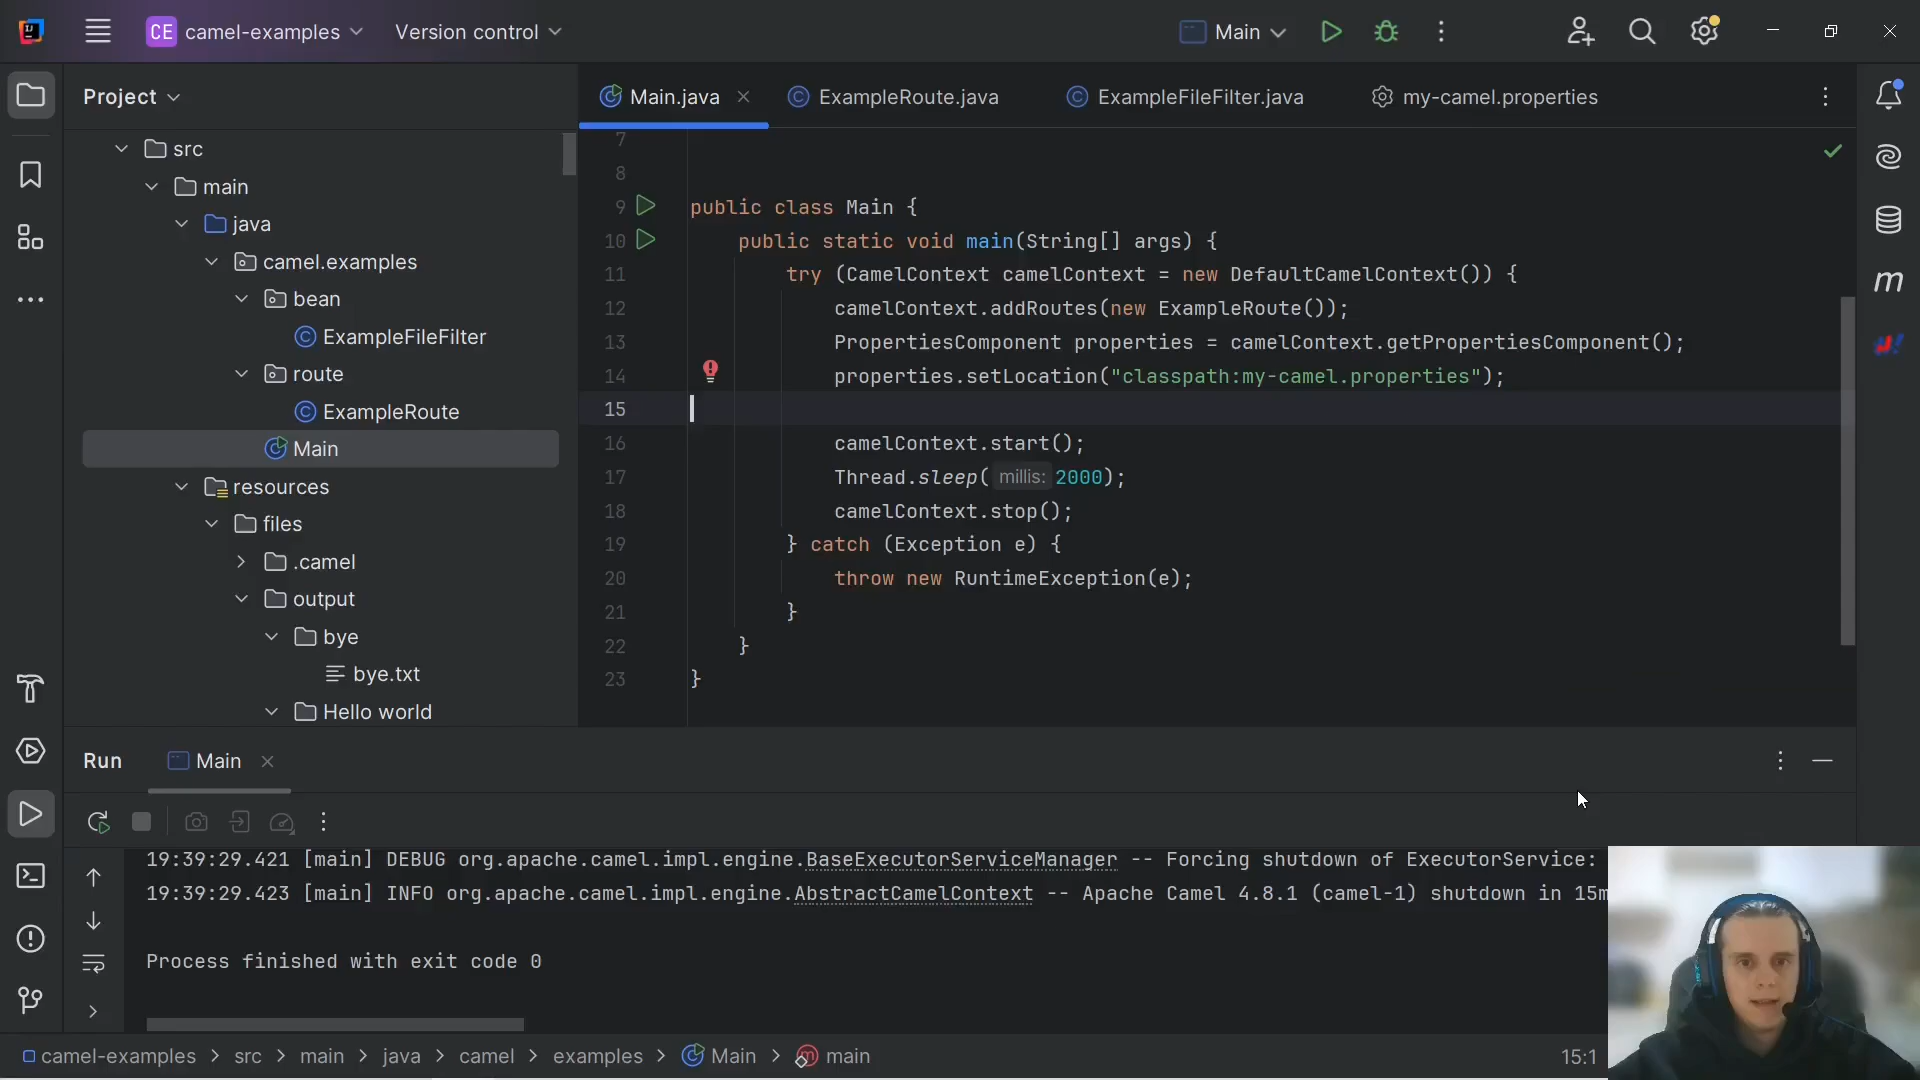 CE camel-examples Version control Main
Project
Main.java ExampleRoute.java ExampleFileFilter.java my-camel.properties
src
main
java
camel.examples
bean
ExampleFileFilter
route
ExampleRoute
Main
resources
files
.camel
output
bye
bye.txt
Hello world
7
8
9 public class Main {
10 public static void main(String[] args) {
11 try (CamelContext camelContext = new DefaultCamelContext()) {
12 camelContext.addRoutes(new ExampleRoute());
13 PropertiesComponent properties = camelContext.getPropertiesComponent();
14 properties.setLocation("classpath:my-camel.properties");
15
16 camelContext.start();
17 Thread.sleep( millis: 2000);
18 camelContext.stop();
19 } catch (Exception e) {
20 throw new RuntimeException(e);
21 }
22 }
23 }
Run Main
19:39:29.421 [main] DEBUG org.apache.camel.impl.engine.BaseExecutorServiceManager -- Forcing shutdown of ExecutorService:
19:39:29.423 [main] INFO org.apache.camel.impl.engine.AbstractCamelContext -- Apache Camel 4.8.1 (camel-1) shutdown in 15m
Process finished with exit code 0
camel-examples > src > main > java > camel > examples > Main > main 15:1